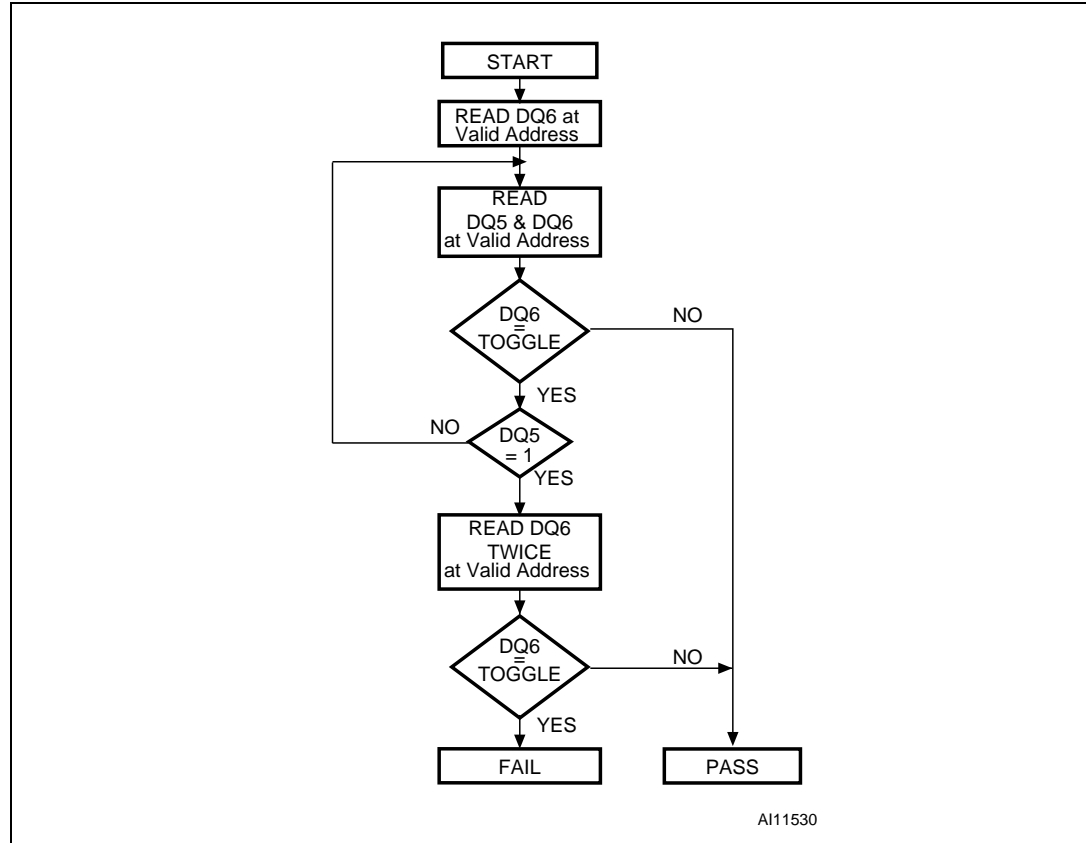 START
READ DQ6 at
Valid Address
READ
DQ5 & DQ6
at Valid Address
DQ6
=
TOGGLE
NO
YES
NO
DQ5
= 1
YES
READ DQ6
TWICE
at Valid Address
DQ6
=
TOGGLE
NO
YES
FAIL
PASS
AI11530